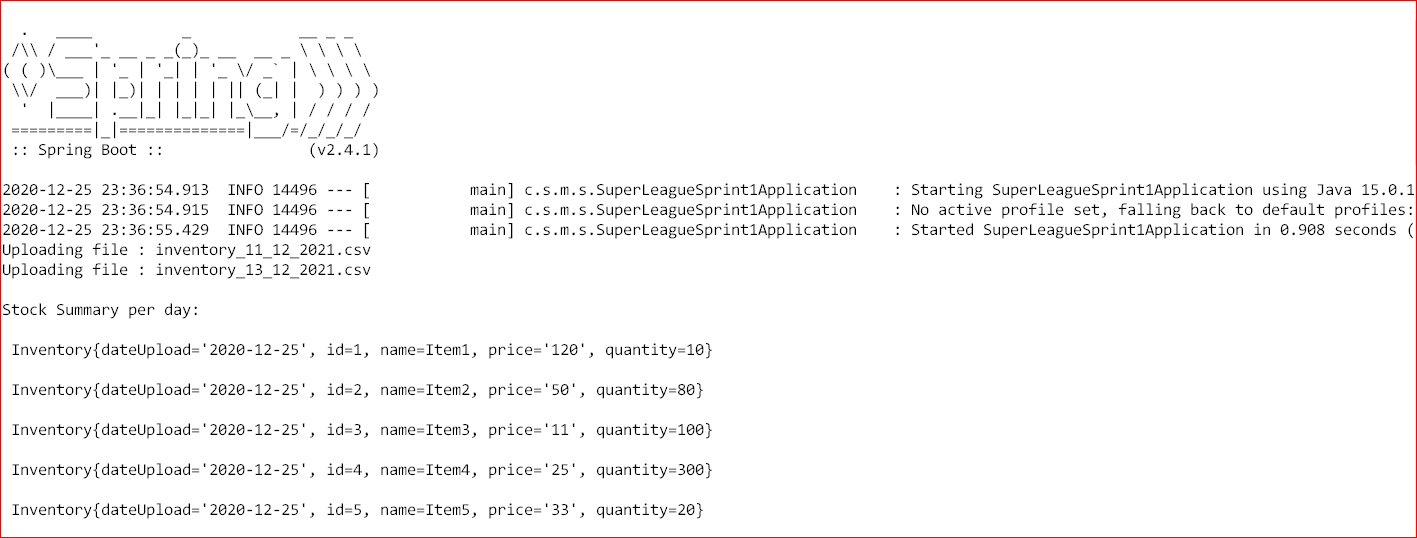 .   ____          _            __ _ _
 /\\ / ___'_ __ _ _(_)_ __  __ _ \ \ \ \
( ( )\___ | '_ | '_| | '_ \/ _` | \ \ \ \
 \\/  ___)| |_)| | | | | || (_| |  ) ) ) )
  '  |____| .__|_| |_|_| |_\__, | / / / /
 =========|_|==============|___/=/_/_/_/
 :: Spring Boot ::                (v2.4.1)
2020-12-25 23:36:54.913  INFO 14496 --- [           main] c.s.m.s.SuperLeagueSprint1Application    : Starting SuperLeagueSprint1Application using Java 15.0.1
2020-12-25 23:36:54.915  INFO 14496 --- [           main] c.s.m.s.SuperLeagueSprint1Application    : No active profile set, falling back to default profiles:
2020-12-25 23:36:55.429  INFO 14496 --- [           main] c.s.m.s.SuperLeagueSprint1Application    : Started SuperLeagueSprint1Application in 0.908 seconds (
Uploading file : inventory_11_12_2021.csv
Uploading file : inventory_13_12_2021.csv
Stock Summary per day:
 Inventory{dateUpload='2020-12-25', id=1, name=Item1, price='120', quantity=10}
 Inventory{dateUpload='2020-12-25', id=2, name=Item2, price='50', quantity=80}
 Inventory{dateUpload='2020-12-25', id=3, name=Item3, price='11', quantity=100}
 Inventory{dateUpload='2020-12-25', id=4, name=Item4, price='25', quantity=300}
 Inventory{dateUpload='2020-12-25', id=5, name=Item5, price='33', quantity=20}